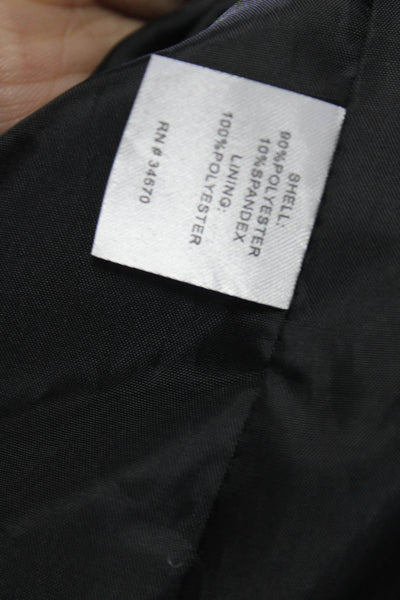 SHELL:
90%POLYESTER
10%SPANDEX
LINING:
100%POLYESTER
RN # 34670